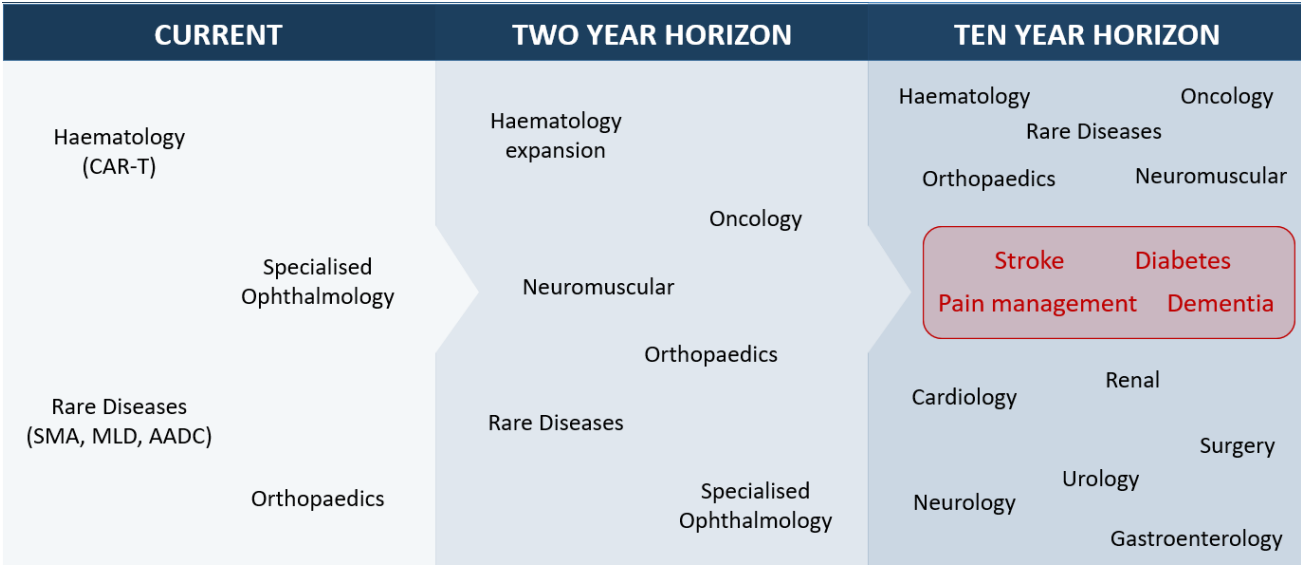 CURRENT
Haematology
(CAR-T)
Specialised
Ophthalmology
Rare Diseases
(SMA, MLD, AADC)
Orthopaedics
TWO YEAR HORIZON
Haematology
expansion
Oncology
Neuromuscular
Orthopaedics
Rare Diseases
Specialised
Ophthalmology
TEN YEAR HORIZON
Haematology Oncology
Rare Diseases
Orthopaedics Neuromuscular
Stroke Diabetes
Pain management Dementia
Renal
Cardiology
Surgery
Urology
Neurology
Gastroenterology